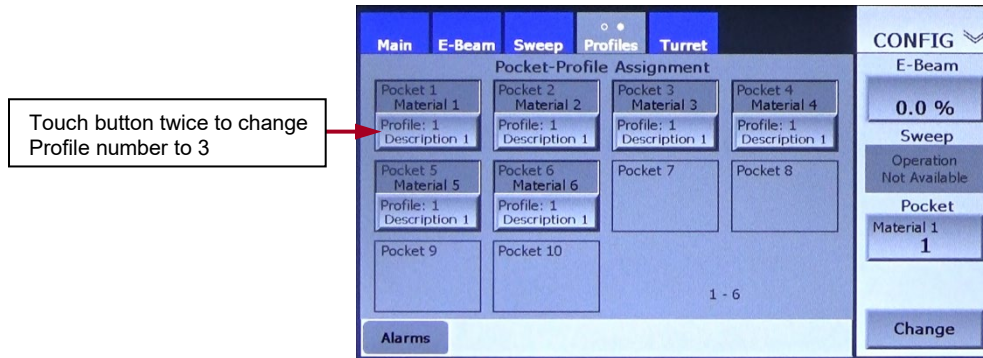 Touch button twice to change
Profile number to 3
Main E-Beam Sweep Profiles Turret
CONFIG
Pocket-Profile Assignment
E-Beam
0.0 %
Sweep
Operation
Not Available
Pocket
Material 1
1
Change
Pocket 1
Material 1
Profile: 1
Description 1
Pocket 2
Material 2
Profile: 1
Description 1
Pocket 3
Material 3
Profile: 1
Description 1
Pocket 4
Material 4
Profile: 1
Description 1
Pocket 5
Material 5
Profile: 1
Description 1
Pocket 6
Material 6
Profile: 1
Description 1
Pocket 7
Pocket 8
Pocket 9
Pocket 10
1 - 6
Alarms